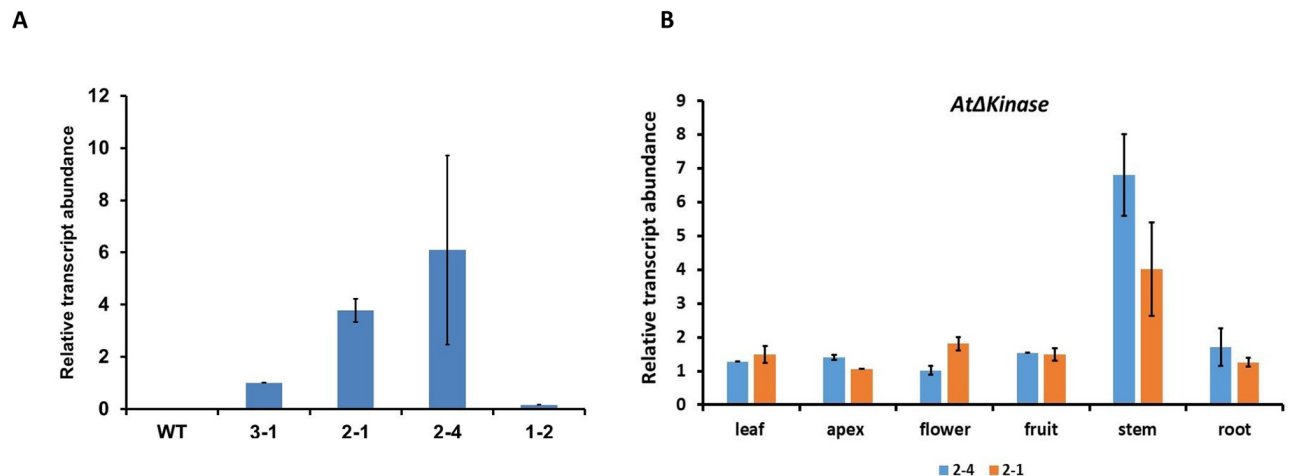 A
B
Relative transcript abundance
12
10
8
6
4
2
0
WT 3-1 2-1 2-4 1-2
AtΔKinase
Relative transcript abundance
9
8
7
6
5
4
3
2
1
0
leaf apex flower fruit stem root
2-4 2-1